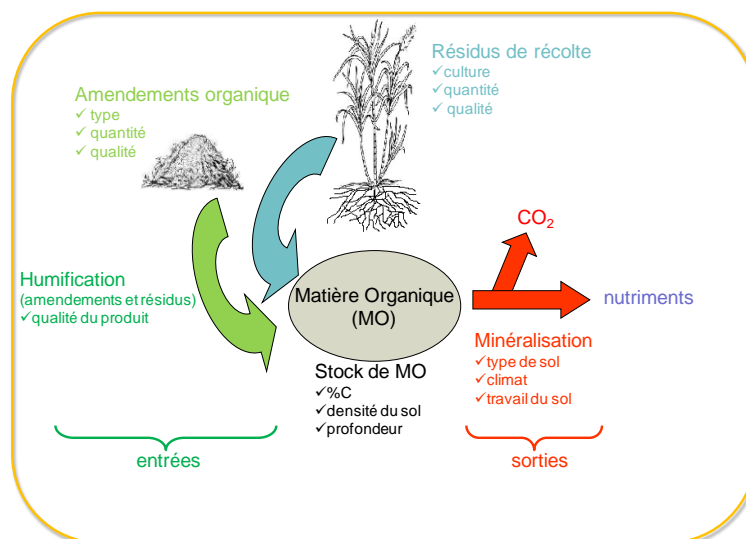 Résidus de récolte
✓culture
✓quantité
✓qualité
Amendements organique
✓ type
✓ quantité
✓ qualité
CO₂
Humification
(amendements et résidus)
✓qualité du produit
Matière Organique
(MO)
nutriments
Minéralisation
✓type de sol
✓climat
✓travail du sol
Stock de MO
✓%C
✓densité du sol
✓profondeur
entrées
sorties